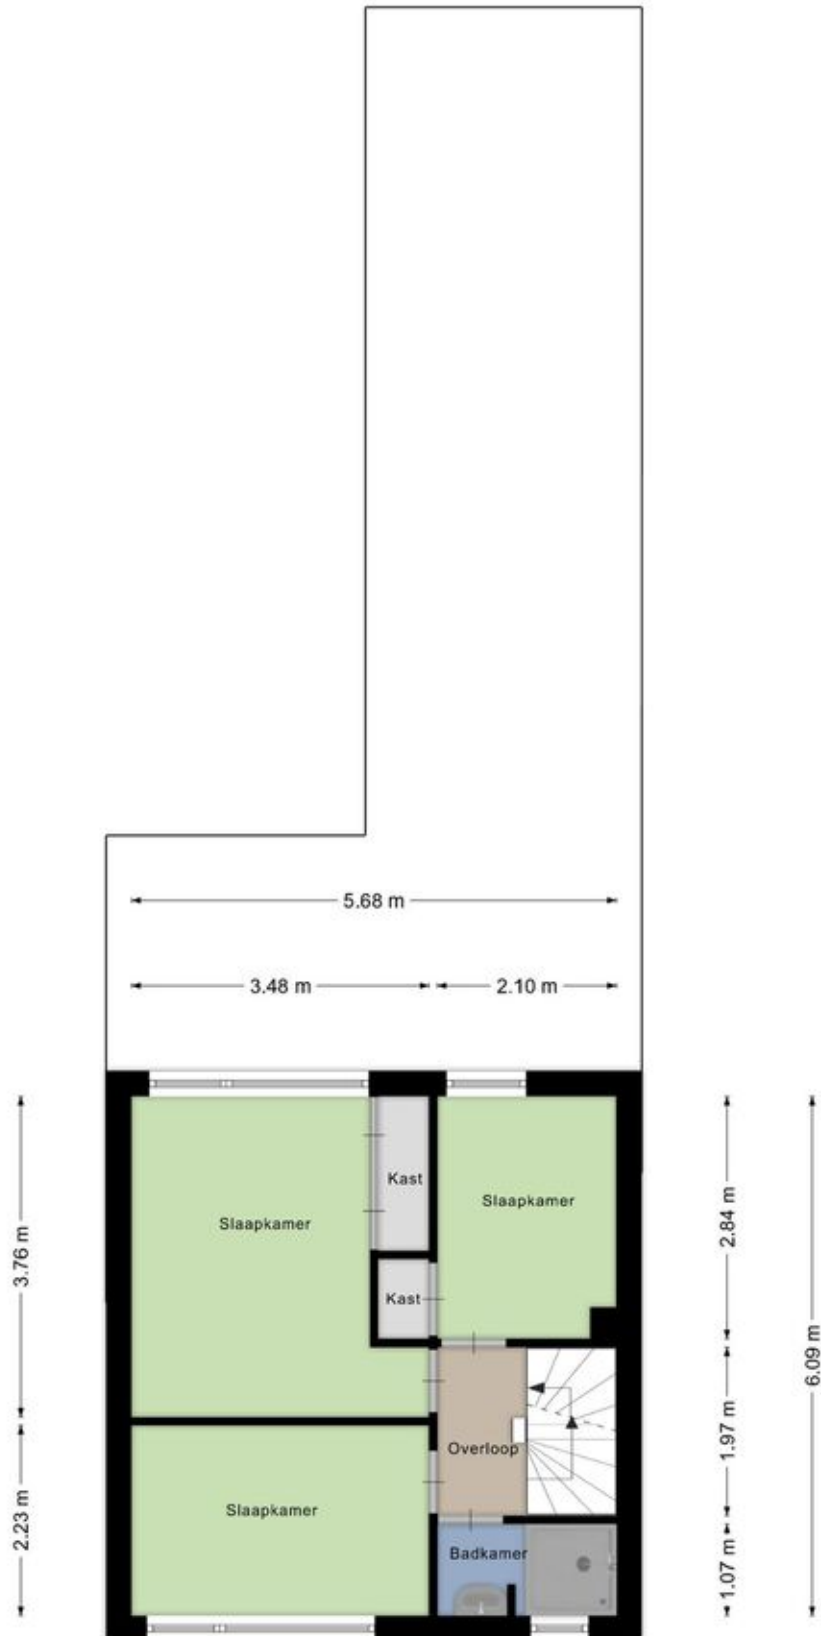 5.68 m
3.48 m
2.10 m
Kast
Slaapkamer
Slaapkamer
3.76 m
2.84 m
Kast
6.09 m
1.97 m
Overloop
Slaapkamer
2.23 m
Badkamer
1.07 m